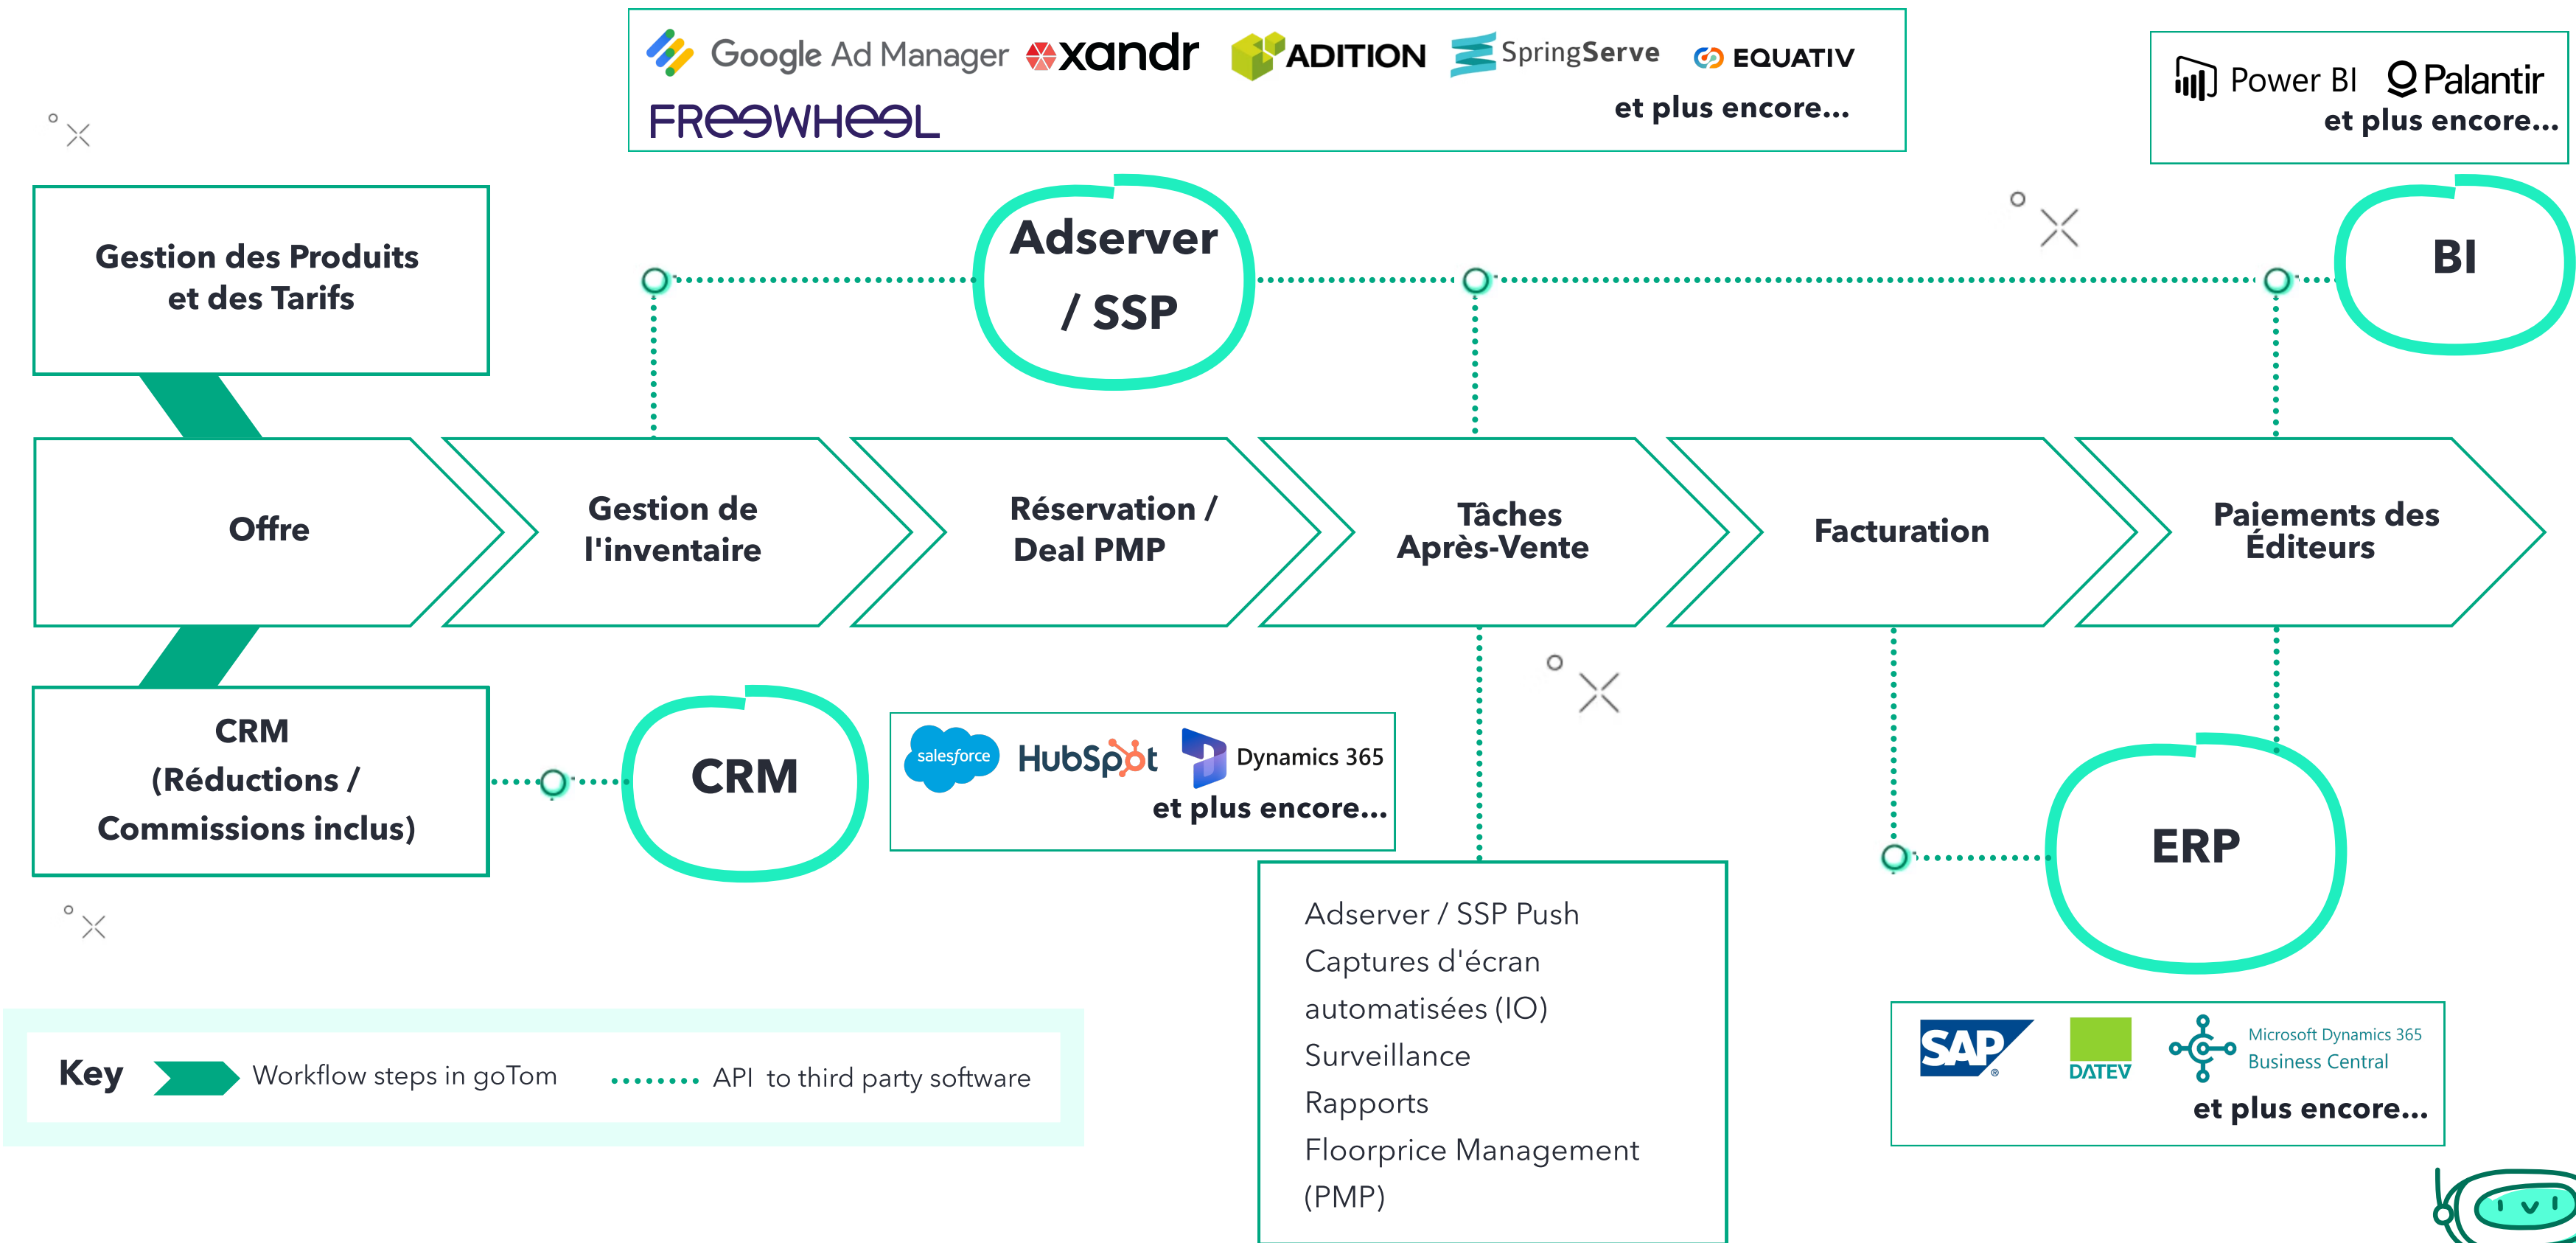 Google Ad Manager
xandr
ADITION
SpringServe
EQUATIV
FREEWHEEL
et plus encore...
Power BI
Palantir
et plus encore...
Gestion des Produits
et des Tarifs
Adserver
/ SSP
BI
Offre
Gestion de
l'inventaire
Réservation /
Deal PMP
Tâches
Après-Vente
Facturation
Paiements des
Éditeurs
CRM
(Réductions /
Commissions inclus)
CRM
salesforce
HubSpot
Dynamics 365
et plus encore...
ERP
Adserver / SSP Push
Captures d'écran
automatisées (IO)
Surveillance
Rapports
Floorprice Management
(PMP)
SAP®
DATEV
Microsoft Dynamics 365
Business Central
et plus encore...
Key
Workflow steps in goTom
API to third party software